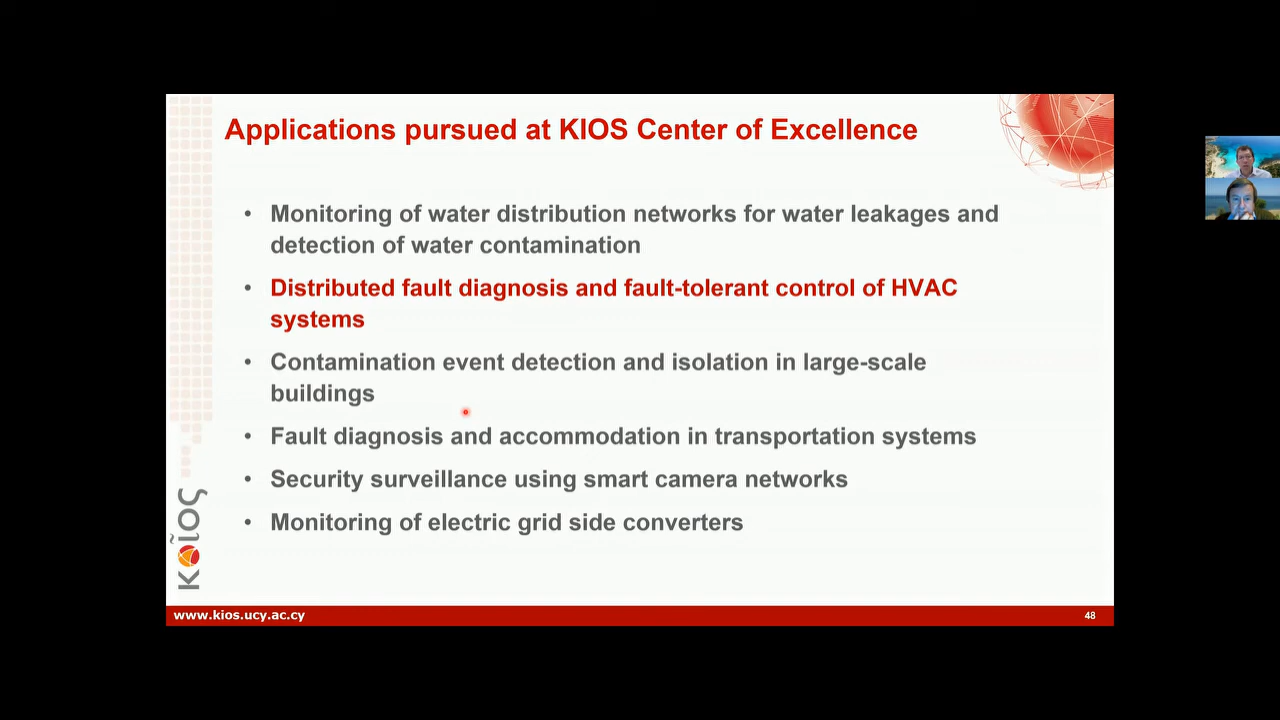 Applications pursued at KIOS Center of Excellence
• Monitoring of water distribution networks for water leakages and
detection of water contamination
• Distributed fault diagnosis and fault-tolerant control of HVAC
systems
• Contamination event detection and isolation in large-scale
buildings
• Fault diagnosis and accommodation in transportation systems
• Security surveillance using smart camera networks
• Monitoring of electric grid side converters
κοῖος
www.kios.ucy.ac.cy
48